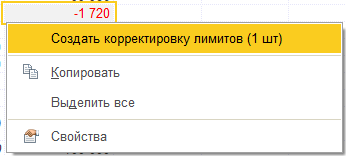 -1 720
Создать корректировку лимитов (1 шт)
Копировать
Выделить все
Свойства